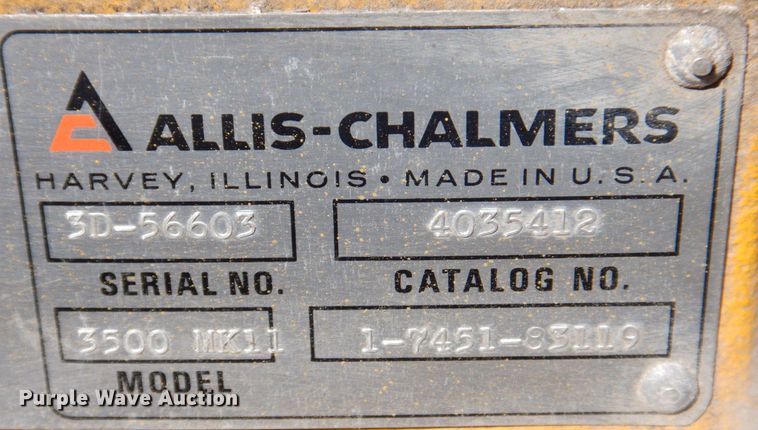 ALLIS-CHALMERS
HARVEY, ILLINOIS • MADE IN U.S.A.
3D-56603 4035412
SERIAL NO. CATALOG NO.
3500 MK11 1-7451-83119
MODEL
Purple Wave Auction